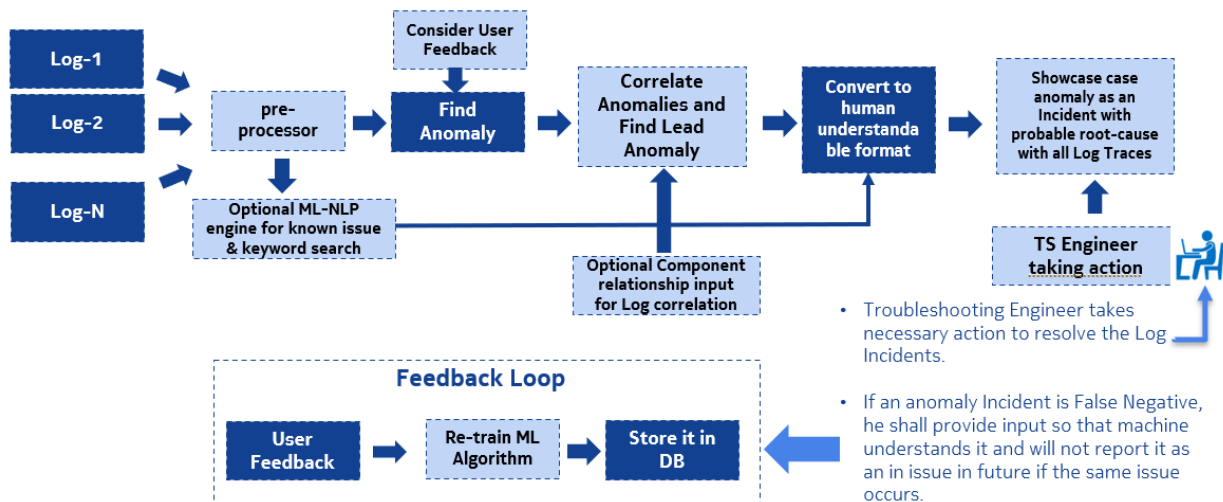 Log-1
Log-2
Log-N
pre-
processor
Optional ML-NLP
engine for known issue
& keyword search
Consider User
Feedback
Find
Anomaly
Correlate
Anomalies and
Find Lead
Anomaly
Optional Component
relationship input
for Log correlation
Convert to
human
understanda
ble format
Showcase case
anomaly as an
Incident with
probable root-cause
with all Log Traces
TS Engineer
taking action
• Troubleshooting Engineer takes
necessary action to resolve the Log
Incidents.
• If an anomaly Incident is False Negative,
he shall provide input so that machine
understands it and will not report it as
an in issue in future if the same issue
occurs.
Feedback Loop
User
Feedback
Re-train ML
Algorithm
Store it in
DB